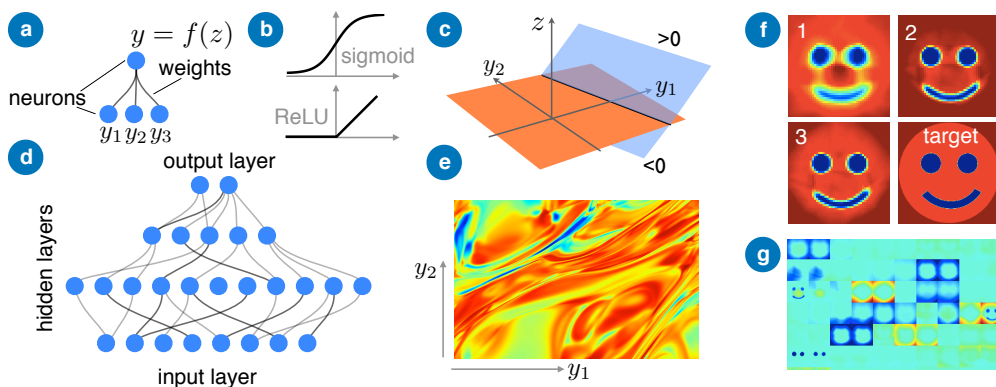 a
y = f(z)
neurons
weights
y1 y2 y3
b
sigmoid
ReLU
c
z
>0
y2
y1
<0
d
output layer
hidden layers
input layer
e
y2
y1
f
1
2
3
target
g